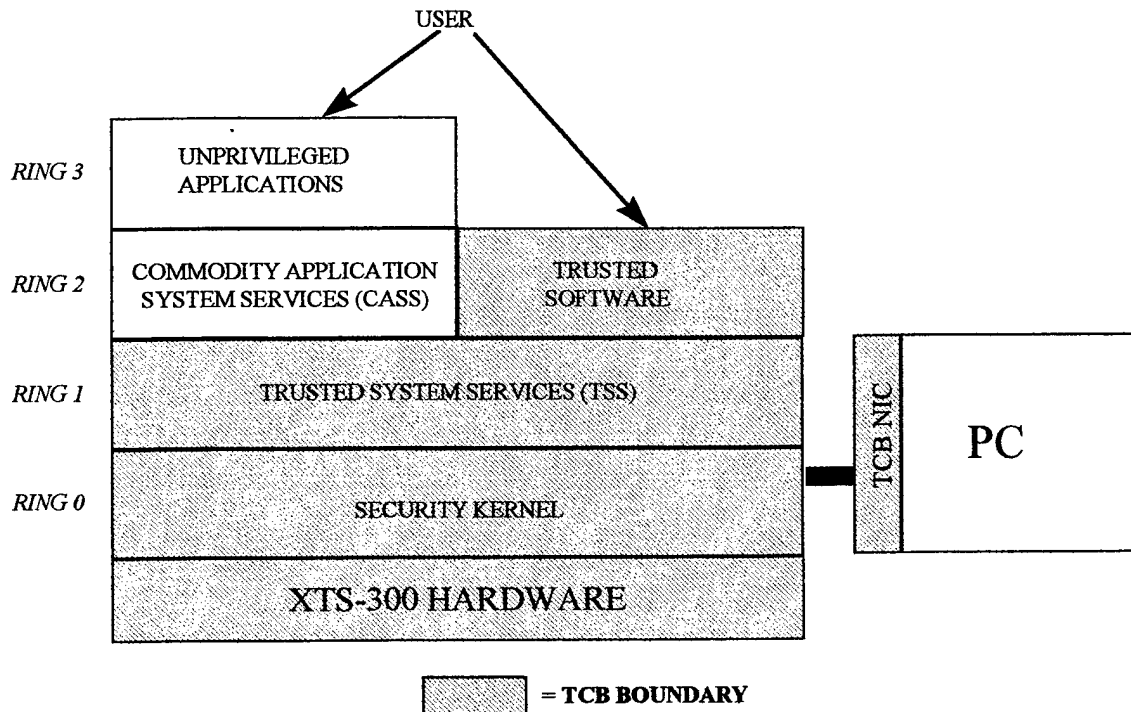 USER
RING 3
UNPRIVILEGED
APPLICATIONS
RING 2
COMMODITY APPLICATION
SYSTEM SERVICES (CASS)
TRUSTED
SOFTWARE
RING 1
TRUSTED SYSTEM SERVICES (TSS)
TCB NIC
PC
RING 0
SECURITY KERNEL
XTS-300 HARDWARE
= TCB BOUNDARY